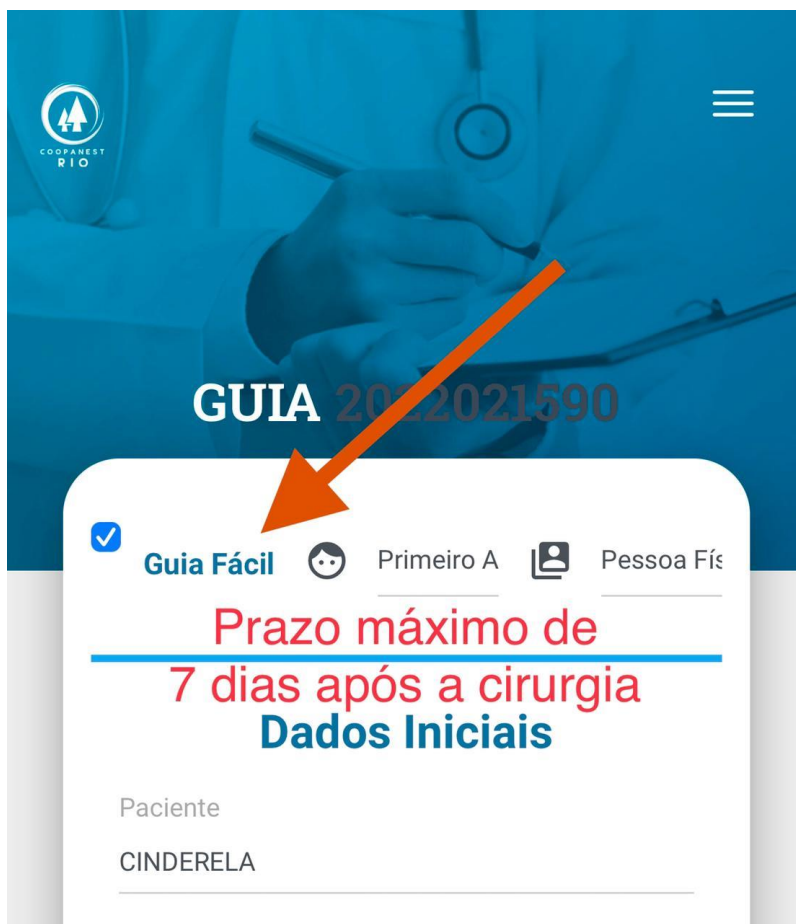 COOPANEST
RIO
GUIA 2022021590
Guia Fácil
Primeiro A
Pessoa Fís
Prazo máximo de
7 dias após a cirurgia
Dados Iniciais
Paciente
CINDERELA